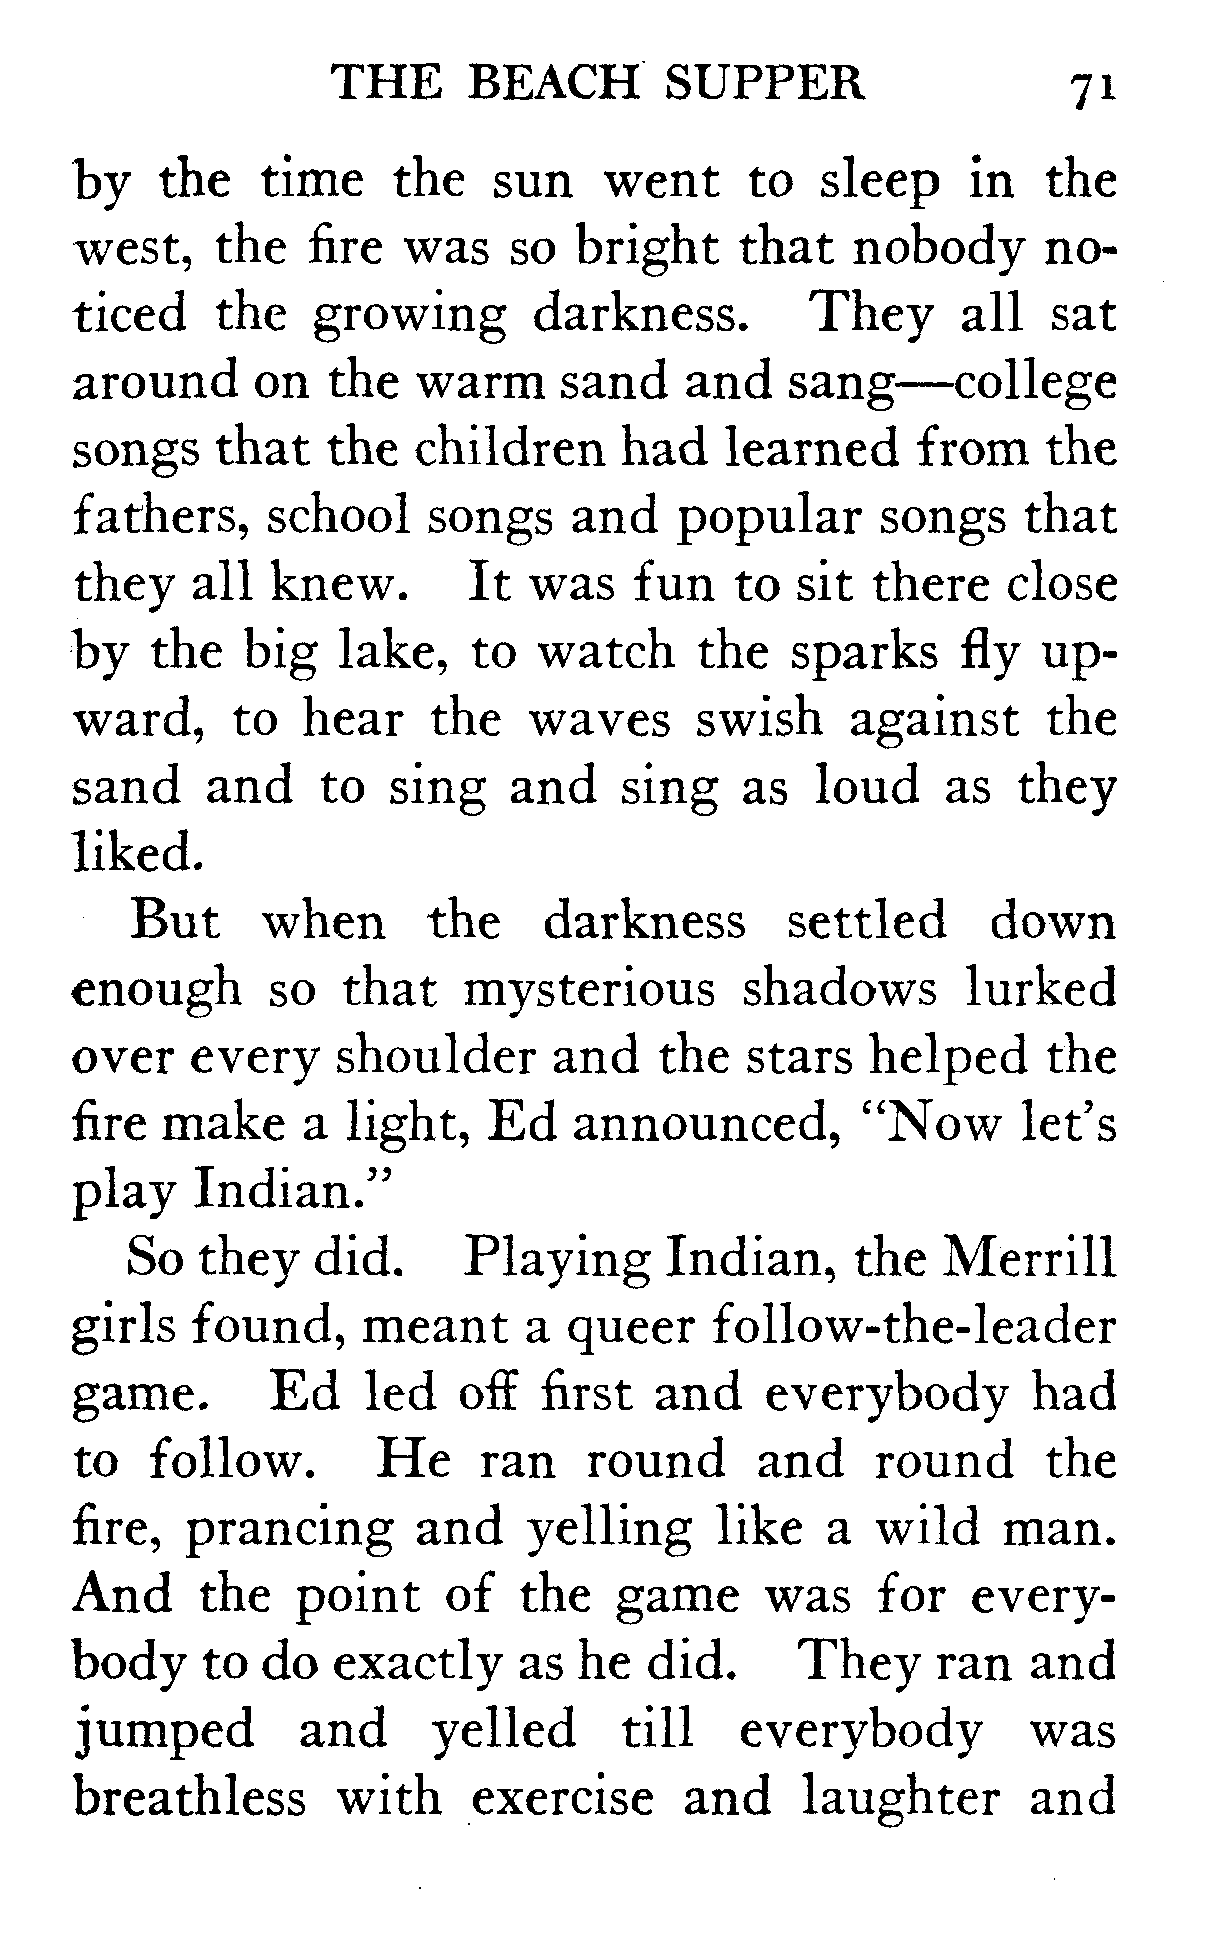 THE BEACH SUPPER 71
by the time the sun went to sleep in the
west, the fire was so bright that nobody no-
ticed the growing darkness. They all sat
around on the warm sand and sang—college
songs that the children had learned from the
fathers, school songs and popular songs that
they all knew. It was fun to sit there close
by the big lake, to watch the sparks fly up-
ward, to hear the waves swish against the
sand and to sing and sing as loud as they
liked.
But when the darkness settled down
enough so that mysterious shadows lurked
over every shoulder and the stars helped the
fire make a light, Ed announced, “Now let’s
play Indian.”
So they did. Playing Indian, the Merrill
girls found, meant a queer follow-the-leader
game. Ed led off first and everybody had
to follow. He ran round and round the
fire, prancing and yelling like a wild man.
And the point of the game was for every-
body to do exactly as he did. They ran and
jumped and yelled till everybody was
breathless with exercise and laughter and